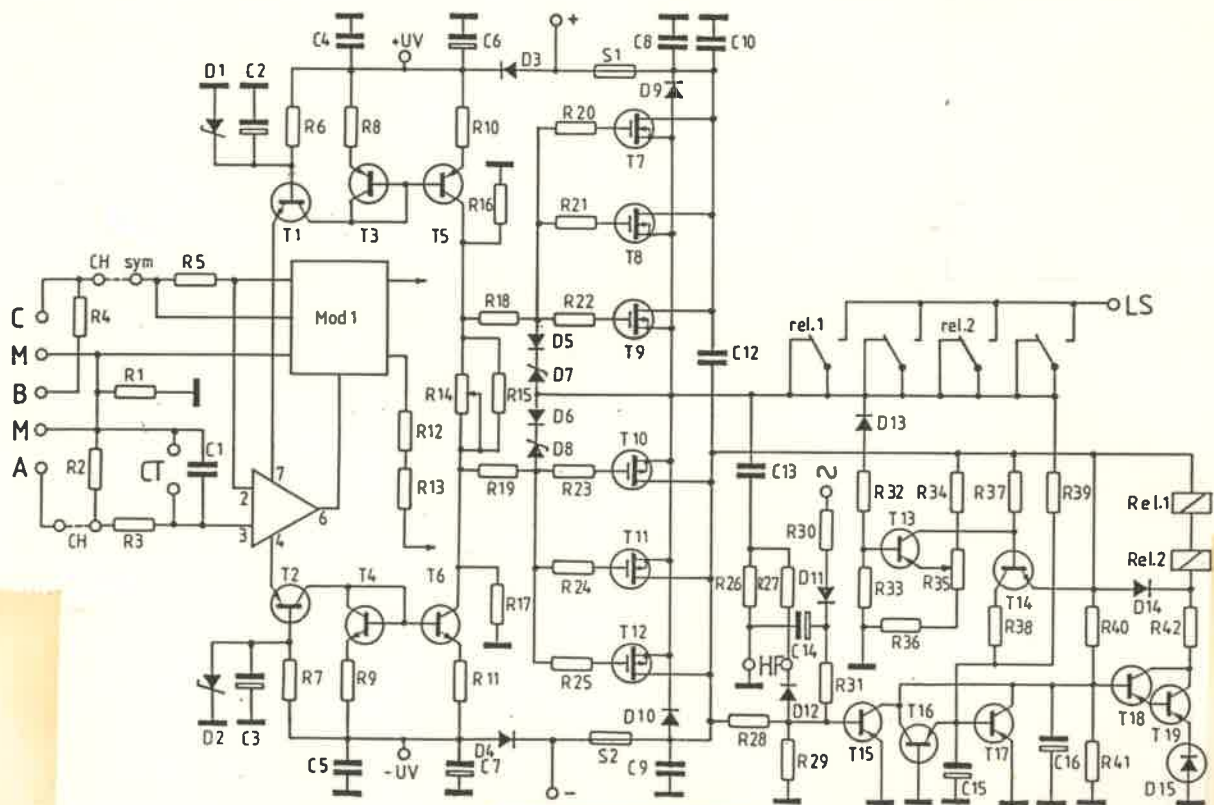 +
C4
+UV
C6
C8
C10
D1
C2
D3
S1
D9
R6
R8
R10
R20
T7
R16
R21
T1
T3
T5
T8
CH
sym
R5
C
R4
Mod1
R18
R22
rel.1
rel.2
LS
M
D5
T9
C12
R1
D7
B
R14
R15
D13
M
R12
D6
C1
D8
T10
A
R2
CT
7
R13
R19
R23
C13
2
R32
R34
R37
R39
Rel.1
6
3
R30
T13
CH
R3
4
T11
Rel.2
T2
T4
T6
R24
R26
R27
D11
R33
R35
T14
D14
R17
C14
R36
R38
R40
R42
T12
HF
R7
R9
R11
R25
R31
D12
T16
T18
D10
T15
T17
T19
D2
C3
D4
R28
C5
-UV
C7
S2
C9
R29
C15
C16
R41
D15
-